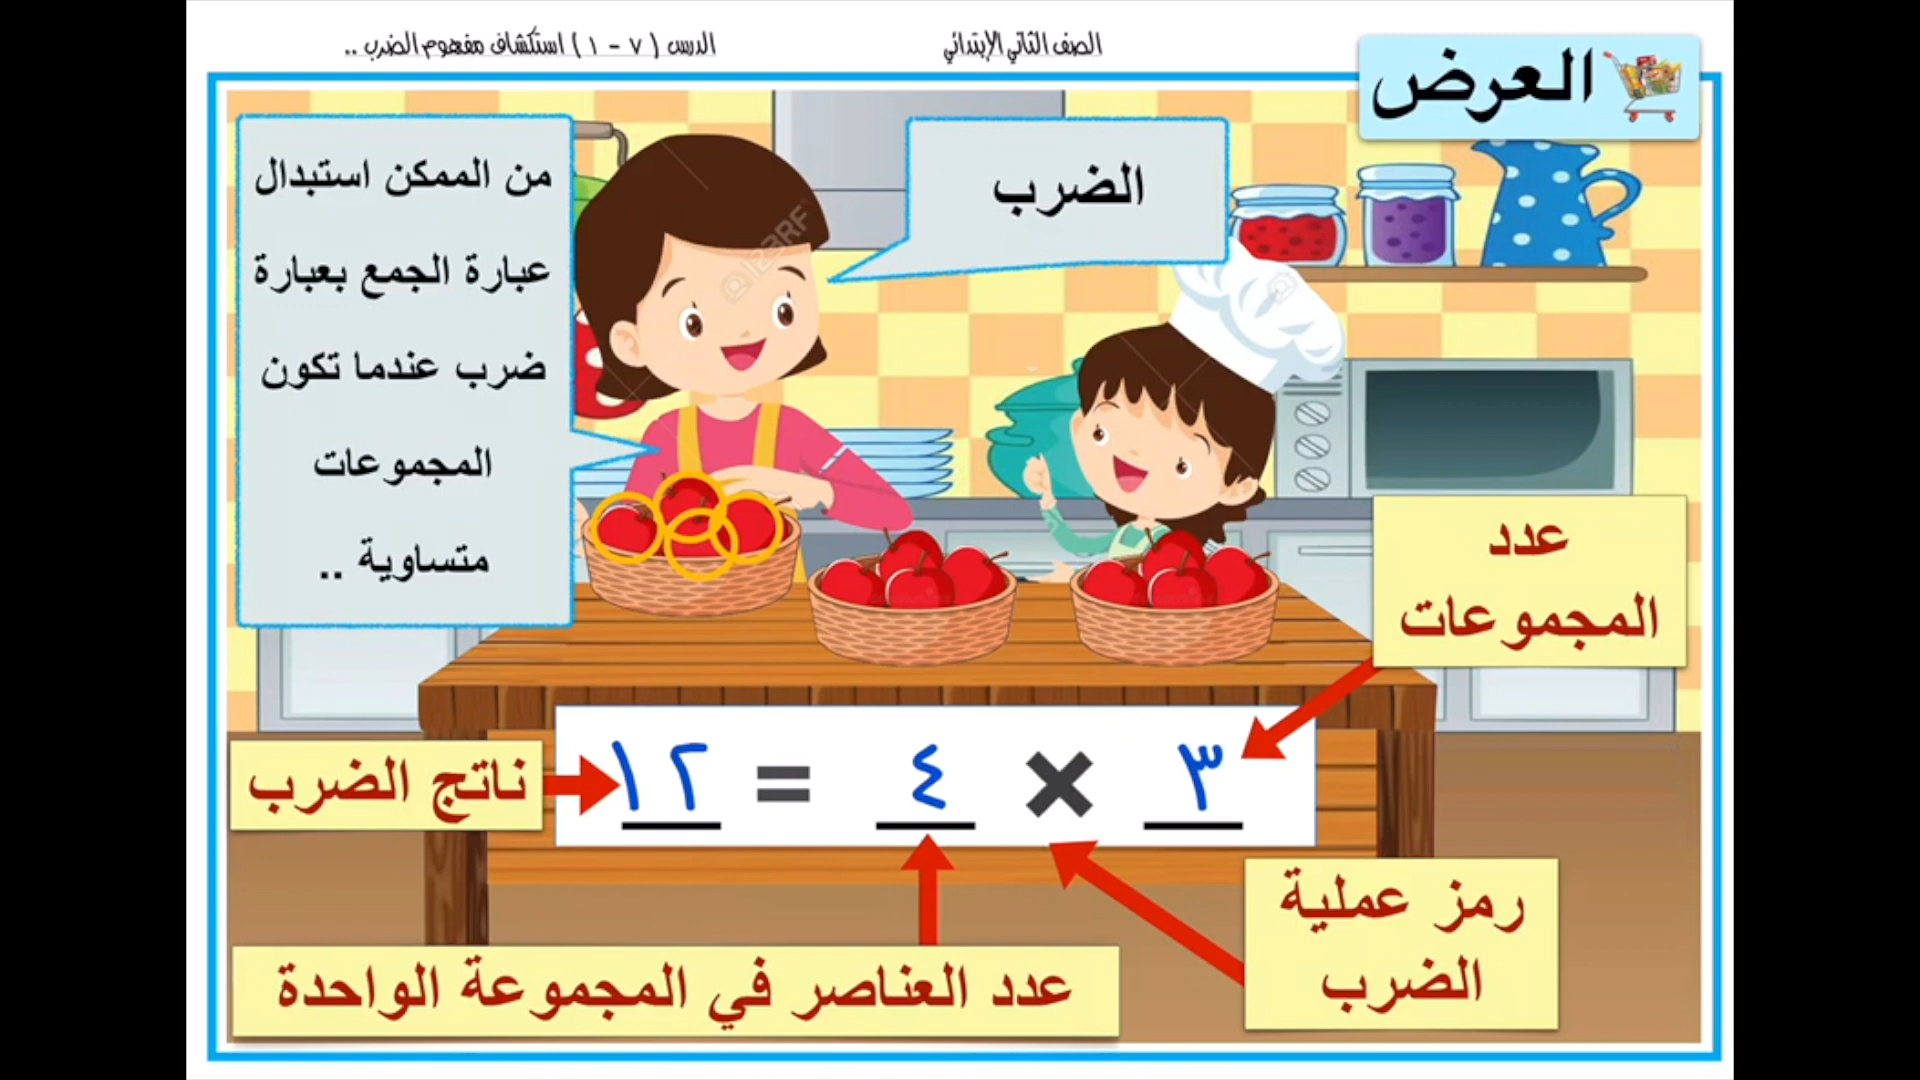 الصف الثاني الإبتدائي
الدرس ( ٧ - ١ ) استكشاف مفهوم الضرب ..
العرض
الضرب
من الممكن استبدال
عبارة الجمع بعبارة
ضرب عندما تكون
المجموعات
متساوية ..
عدد
المجموعات
٣ × ٤ = ١٢
ناتج الضرب
رمز عملية
الضرب
عدد العناصر في المجموعة الواحدة
123RF